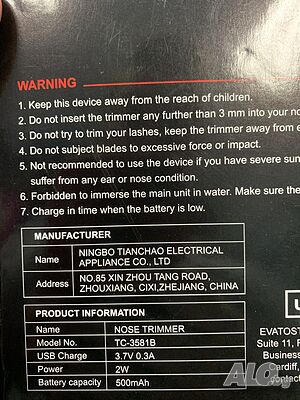 WARNING
1. Keep this device away from the reach of children.
2. Do not insert the trimmer any further than 3 mm into your
3. Do not try to trim your lashes, keep the trimmer away from
4. Do not subject blades to excessive force or impact.
5. Not recommended to use the device if you have severe
suffer from any ear or nose condition.
6. Forbidden to immerse the main unit in water. Make sure the
7. Charge in time when the battery is low.
MANUFACTURER
Name NINGBO TIANCHAO ELECTRICAL
APPLIANCE CO., LTD
Address NO.85 XIN ZHOU TANG ROAD,
ZHOUXIANG, CIXI,ZHEJIANG, CHINA
PRODUCT INFORMATION
Name NOSE TRIMMER
Model No. TC-3581B
USB Charge 3.7V 0.3A
Power 2W
Battery capacity 500mAh
EVATOS
Suite 11,
Business
Cardiff,
contact
ALO